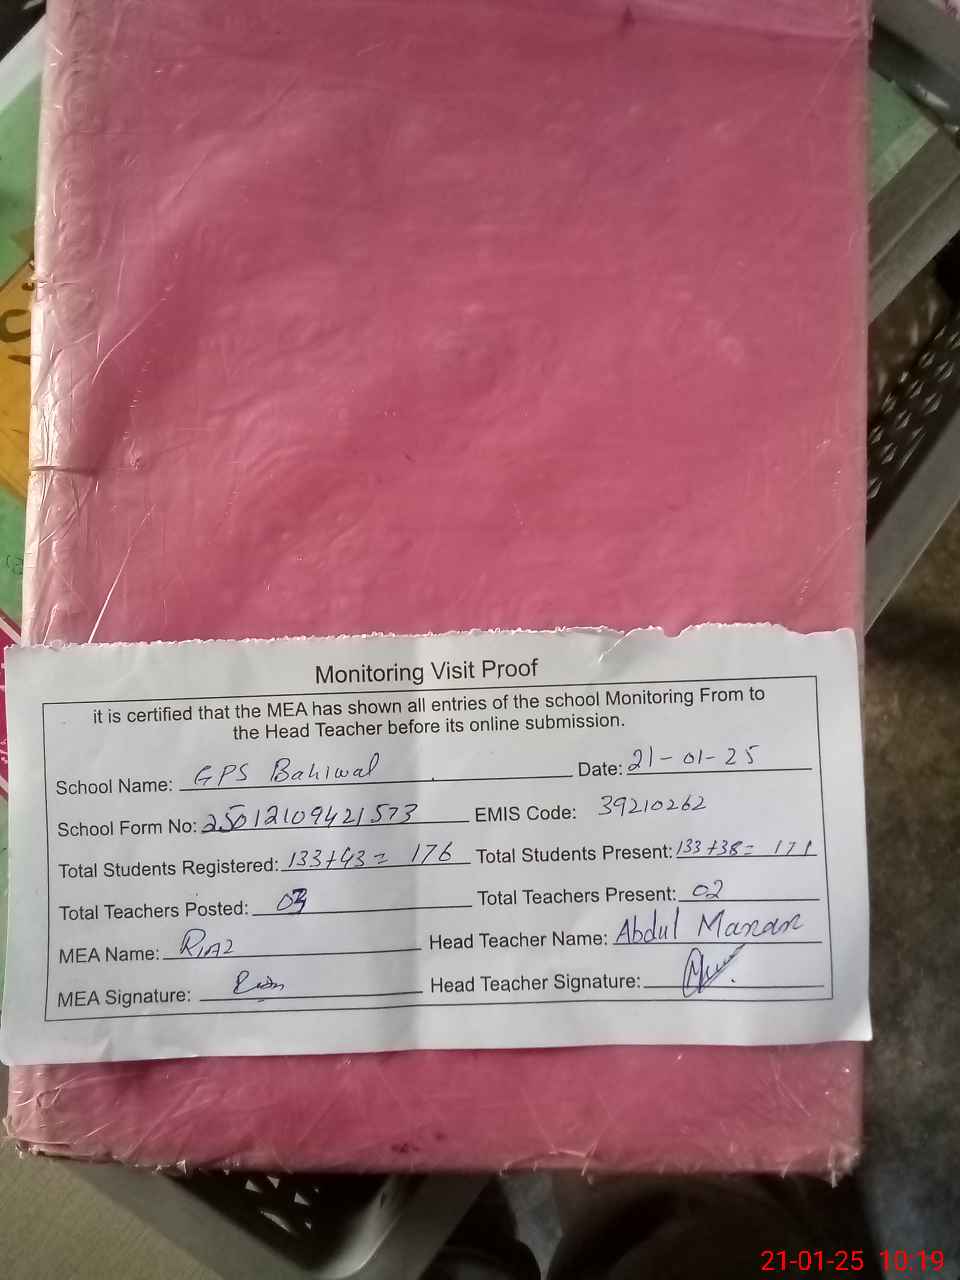 Monitoring Visit Proof
it is certified that the MEA has shown all entries of the school Monitoring From to
the Head Teacher before its online submission.
School Name: GPS Bahiwal Date: 21-01-25
School Form No: 25012109421573 EMIS Code: 39210262
Total Students Registered: 133+43= 176 Total Students Present: 133+38= 171
Total Teachers Posted: 03 Total Teachers Present: 02
MEA Name: Riaz Head Teacher Name: Abdul Manan
MEA Signature: Head Teacher Signature:
21-01-25 10:19